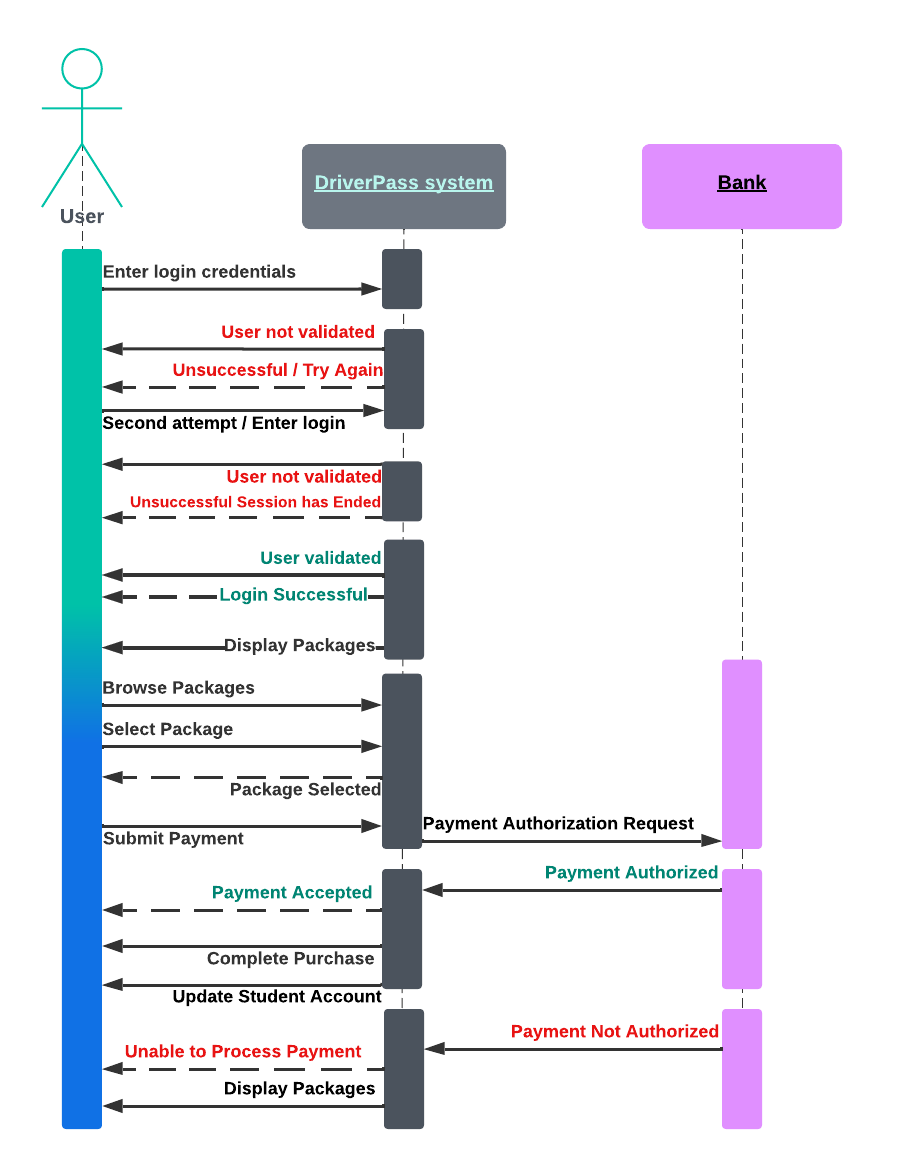 User
DriverPass system
Bank
Enter login credentials
User not validated
Unsuccessful / Try Again
Second attempt / Enter login
User not validated
Unsuccessful Session has Ended
User validated
Login Successful
Display Packages
Browse Packages
Select Package
Package Selected
Payment Authorization Request
Submit Payment
Payment Authorized
Payment Accepted
Complete Purchase
Update Student Account
Payment Not Authorized
Unable to Process Payment
Display Packages